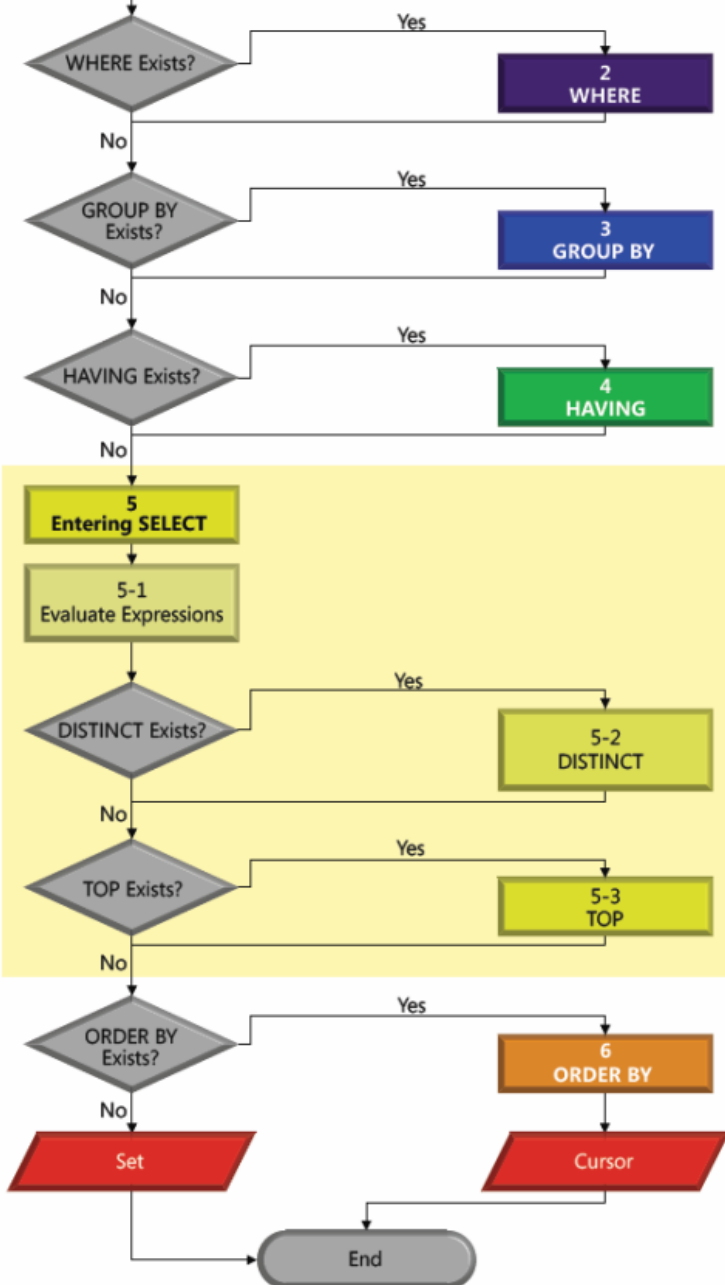 Yes
WHERE Exists?
2
WHERE
No
Yes
GROUP BY
Exists?
3
GROUP BY
No
Yes
HAVING Exists?
4
HAVING
No
5
Entering SELECT
5-1
Evaluate Expressions
Yes
DISTINCT Exists?
5-2
DISTINCT
No
Yes
TOP Exists?
5-3
TOP
No
Yes
ORDER BY
Exists?
6
ORDER BY
No
Set
Cursor
End